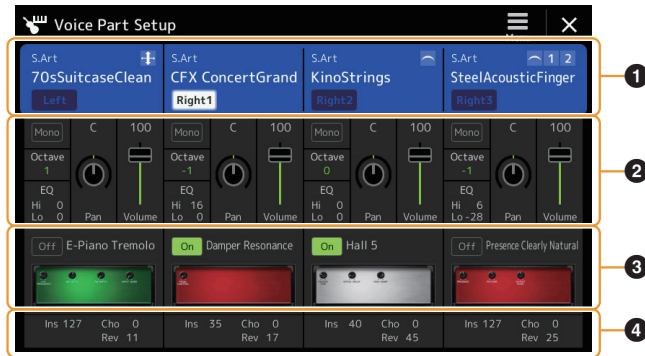 Voice Part Setup
S.Art S.Art S.Art S.Art 1 2
70sSuitcaseClean CFX ConcertGrand KinoStrings SteelAcousticFinger
Left Right1 Right2 Right3
1
Mono C 100 Mono C 100 Mono C 100 Mono C 100
Octave Octave Octave Octave
1 -1 0 -1
2
EQ EQ EQ EQ
Hi 0 Hi 16 Hi 0 Hi 6
Lo 0 Pan Volume Lo 0 Pan Volume Lo 0 Pan Volume Lo -28 Pan Volume
Off E-Piano Tremolo On Damper Resonance On Hall 5 Off Presence Clearly Natural
3
Ins 127 Cho 0 Ins 35 Cho 0 Ins 40 Cho 0 Ins 127 Cho 0
Rev 11 Rev 17 Rev 45 Rev 25
4